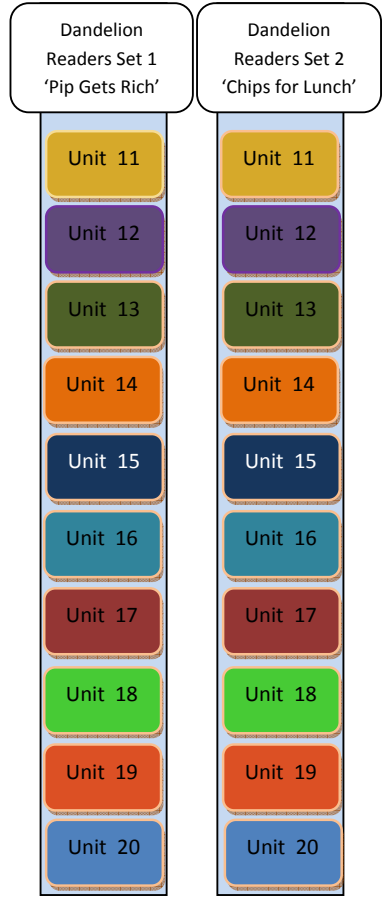 Dandelion
Readers Set 1
‘Pip Gets Rich’
Unit 11
Unit 12
Unit 13
Unit 14
Unit 15
Unit 16
Unit 17
Unit 18
Unit 19
Unit 20
Dandelion
Readers Set 2
‘Chips for Lunch’
Unit 11
Unit 12
Unit 13
Unit 14
Unit 15
Unit 16
Unit 17
Unit 18
Unit 19
Unit 20